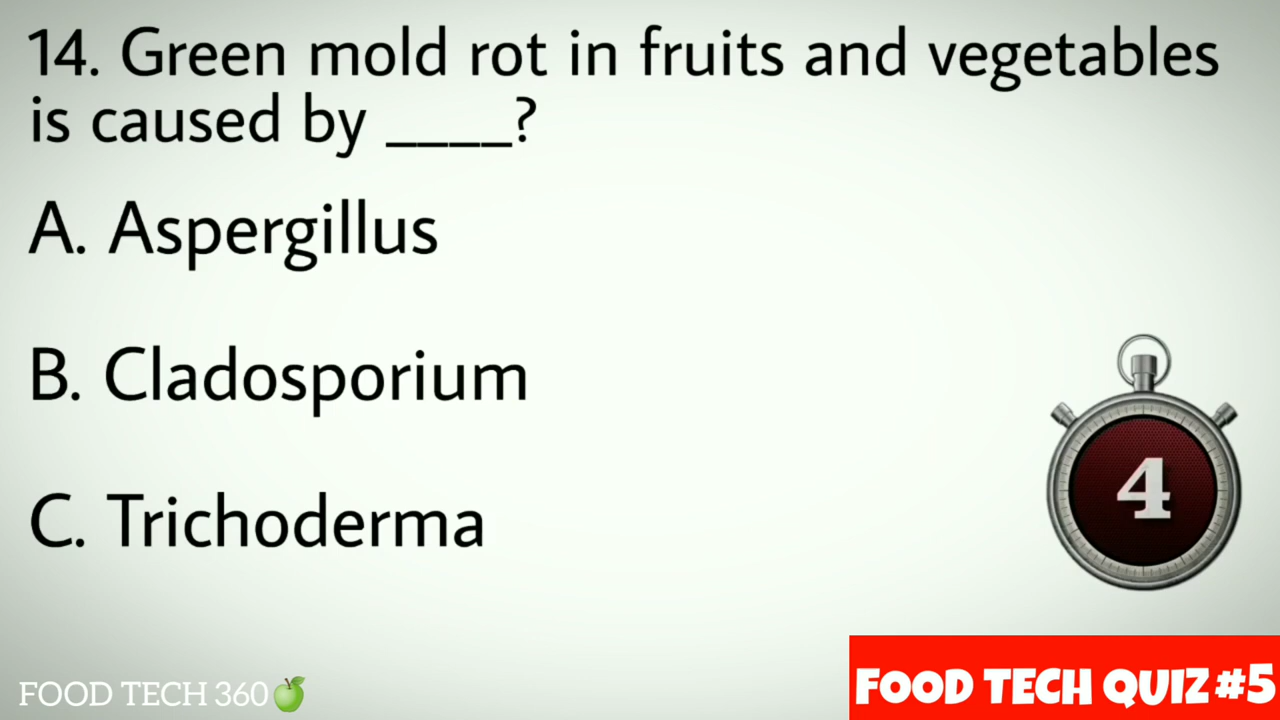 14. Green mold rot in fruits and vegetables
is caused by ____?
A. Aspergillus
B. Cladosporium
C. Trichoderma
4
FOOD TECH 360
FOOD TECH QUIZ #5